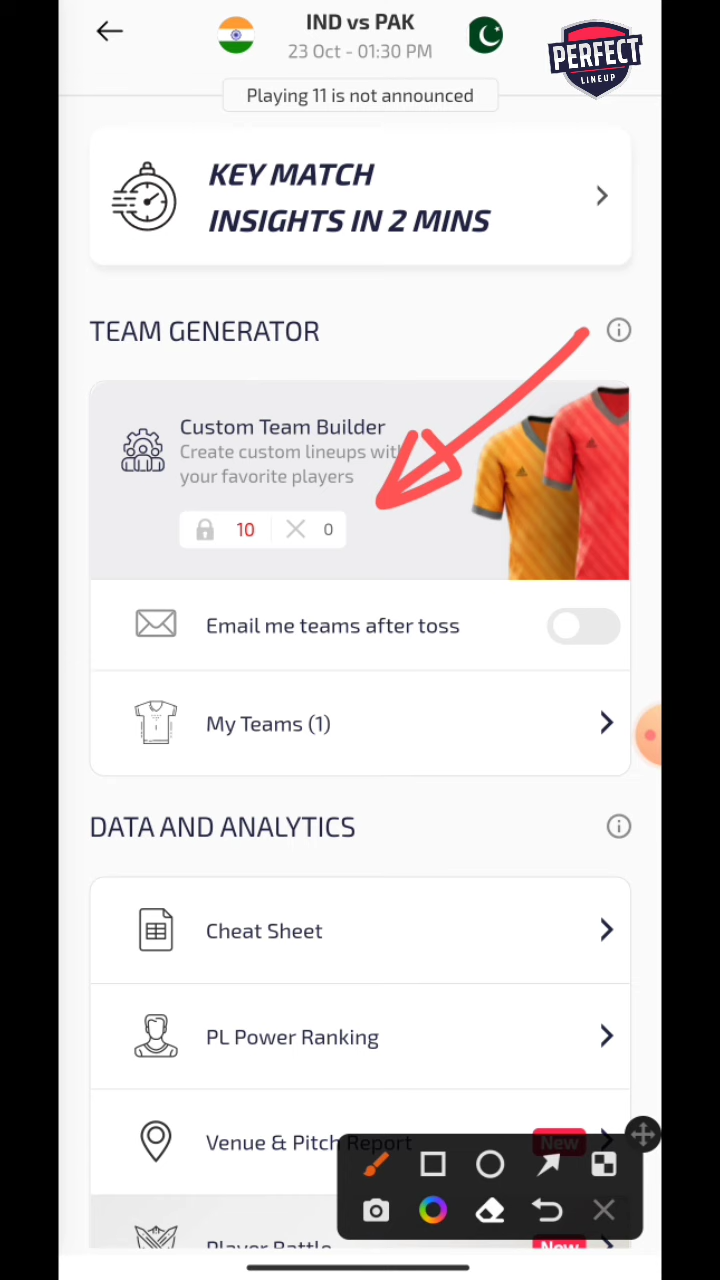 IND vs PAK
23 Oct - 01:30 PM
PERFECT
LINEUP
Playing 11 is not announced
KEY MATCH
INSIGHTS IN 2 MINS
TEAM GENERATOR
Custom Team Builder
Create custom lineups with
your favorite players
10
0
Email me teams after toss
My Teams (1)
DATA AND ANALYTICS
Cheat Sheet
PL Power Ranking
Venue & Pitch Report
New
Player Battle
New